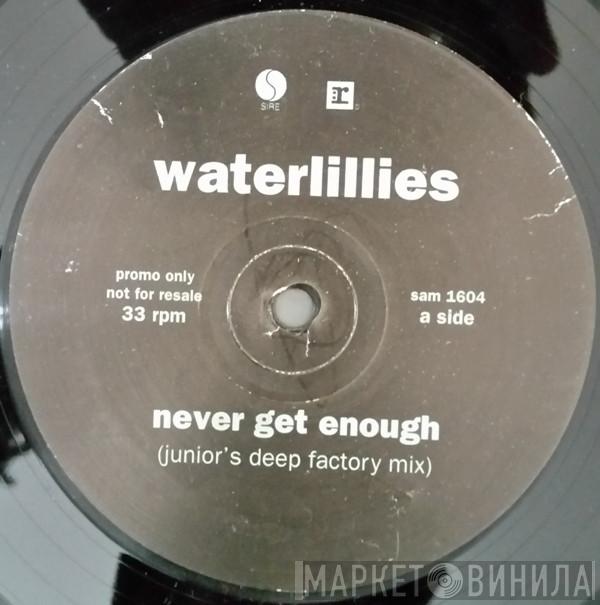 SIRE
r
waterlillies
promo only
not for resale
33 rpm
sam 1604
a side
never get enough
(junior's deep factory mix)
МАРКЕТ ВИНИЛА